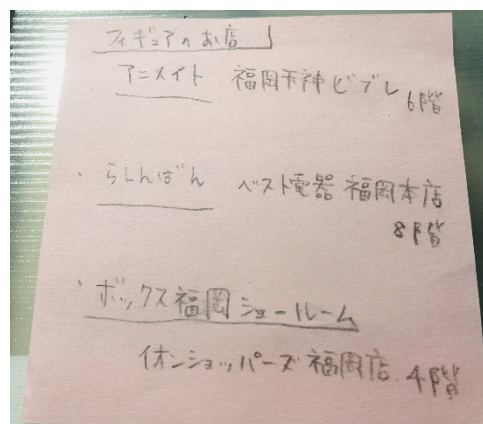 フィギュアのお店
アニメイト 福岡天神ビブレ
6階
・らしんばん ベスト電器 福岡本店
8階
・ボックス福岡ショールーム
イオンショッパーズ福岡店 4階